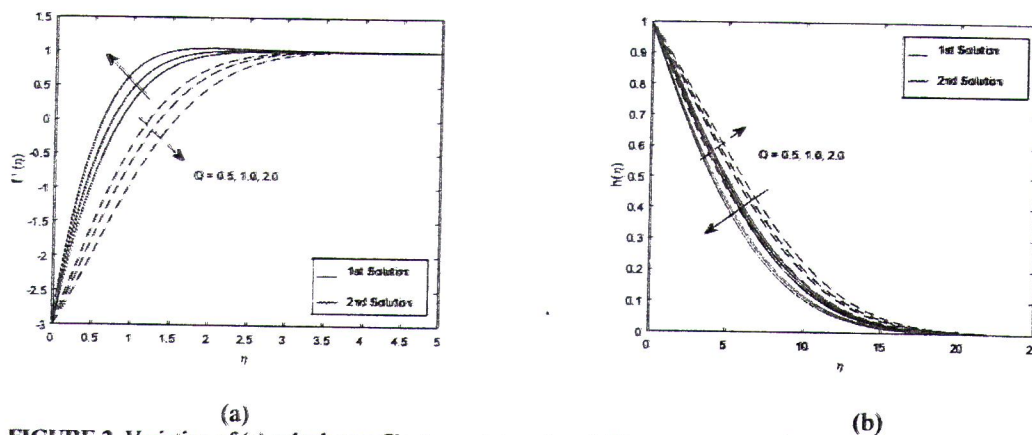 1.5
1
0.5
0
-0.5
-1
-1.5
-2
-2.5
-3
f '(η)
Q = 0.5, 1.0, 2.0
1st Solution
2nd Solution
0 0.5 1 1.5 2 2.5 3 3.5 4 4.5 5
η
(a)
1
0.9
0.8
0.7
0.6
0.5
0.4
0.3
0.2
0.1
0
h(η)
1st Solution
2nd Solution
Q = 0.5, 1.0, 2.0
0 5 10 15 20
η
(b)
FIGURE 2. Variation of (a)